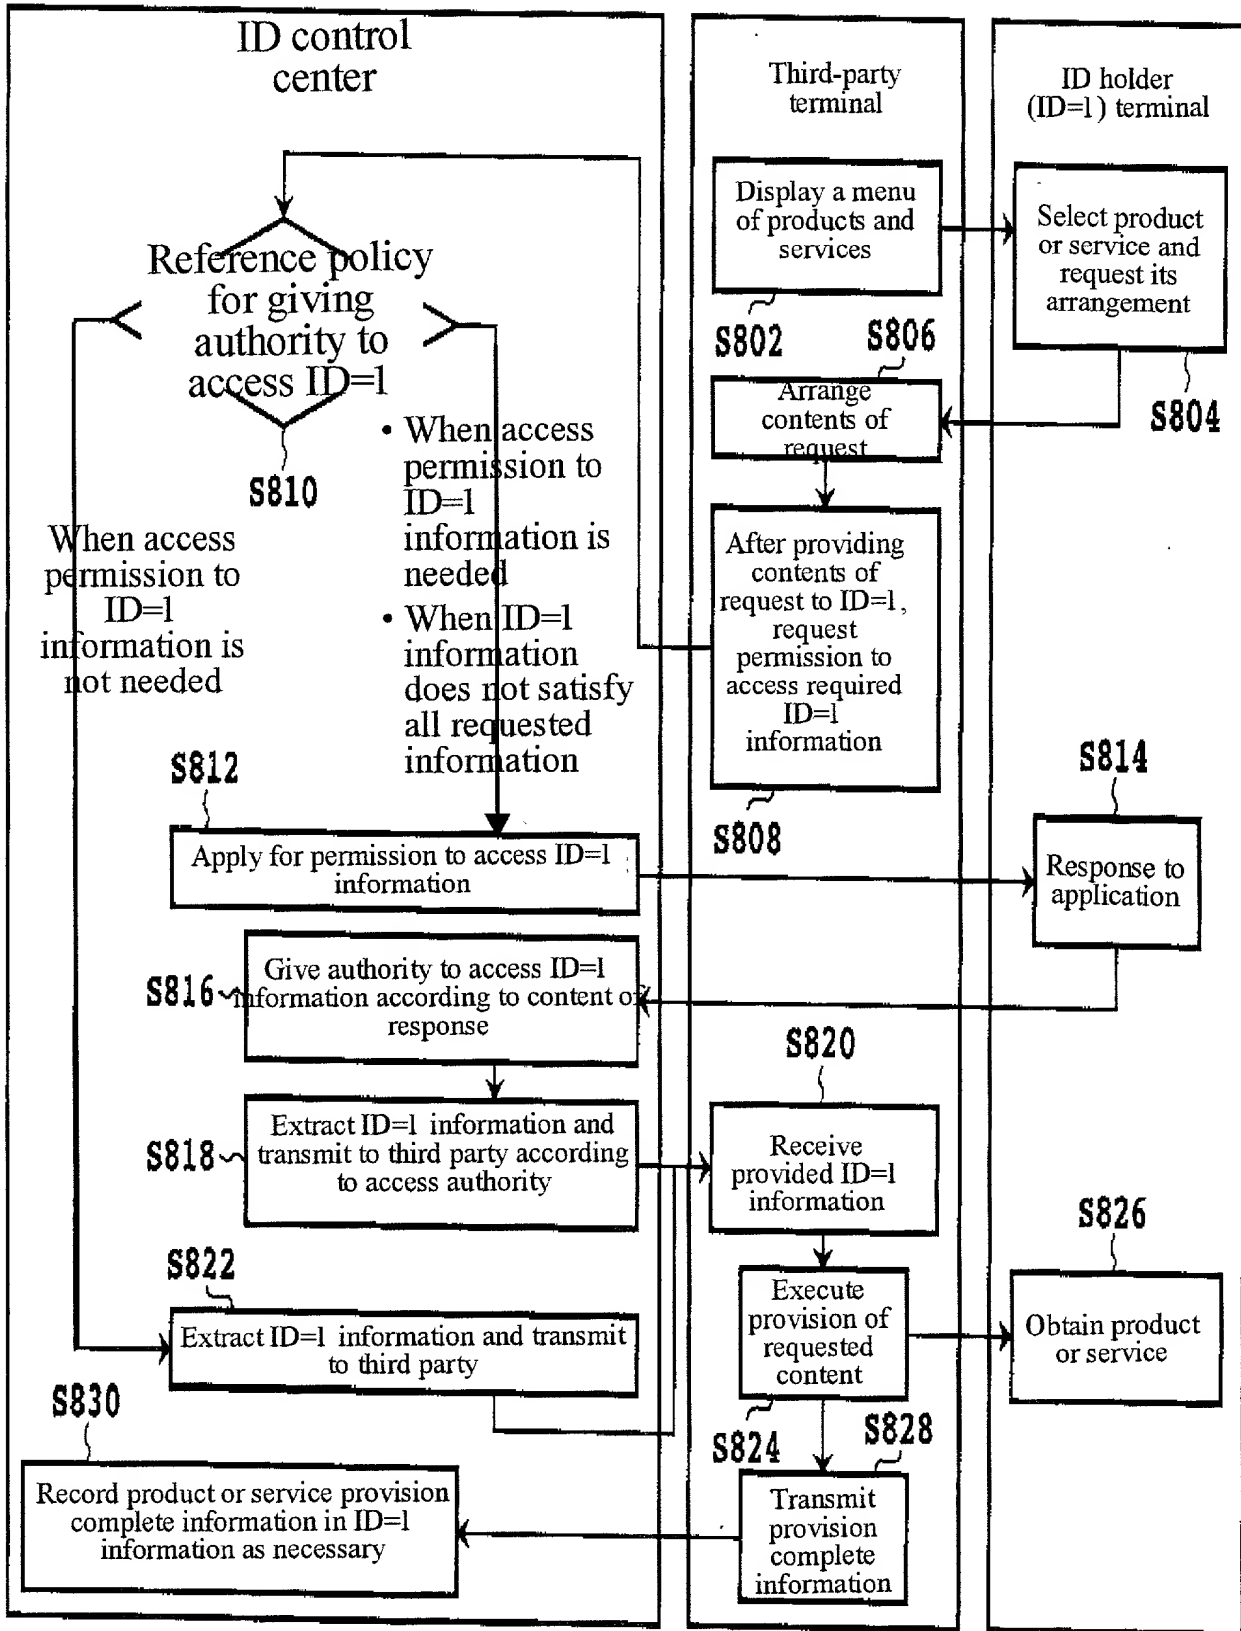 ID control
center
Third-party
terminal
ID holder
(ID=1) terminal
Display a menu
of products and
services
S802
Select product
or service and
request its
arrangement
S804
S806
Arrange
contents of
request
Reference policy
for giving
authority to
access ID=1
S810
When access
permission to
ID=1
information is
not needed
• When access
permission to
ID=1
information is
needed
• When ID=1
information
does not satisfy
all requested
information
After providing
contents of
request to ID=1,
request
permission to
access required
ID=1
information
S808
S812
Apply for permission to access ID=1
information
S814
Response to
application
S816
Give authority to access ID=1
information according to content of
response
S818
Extract ID=1 information and
transmit to third party according
to access authority
S820
Receive
provided ID=1
information
S822
Extract ID=1 information and transmit
to third party
Execute
provision of
requested
content
S824
S826
Obtain product
or service
S828
Transmit
provision
complete
information
S830
Record product or service provision
complete information in ID=1
information as necessary